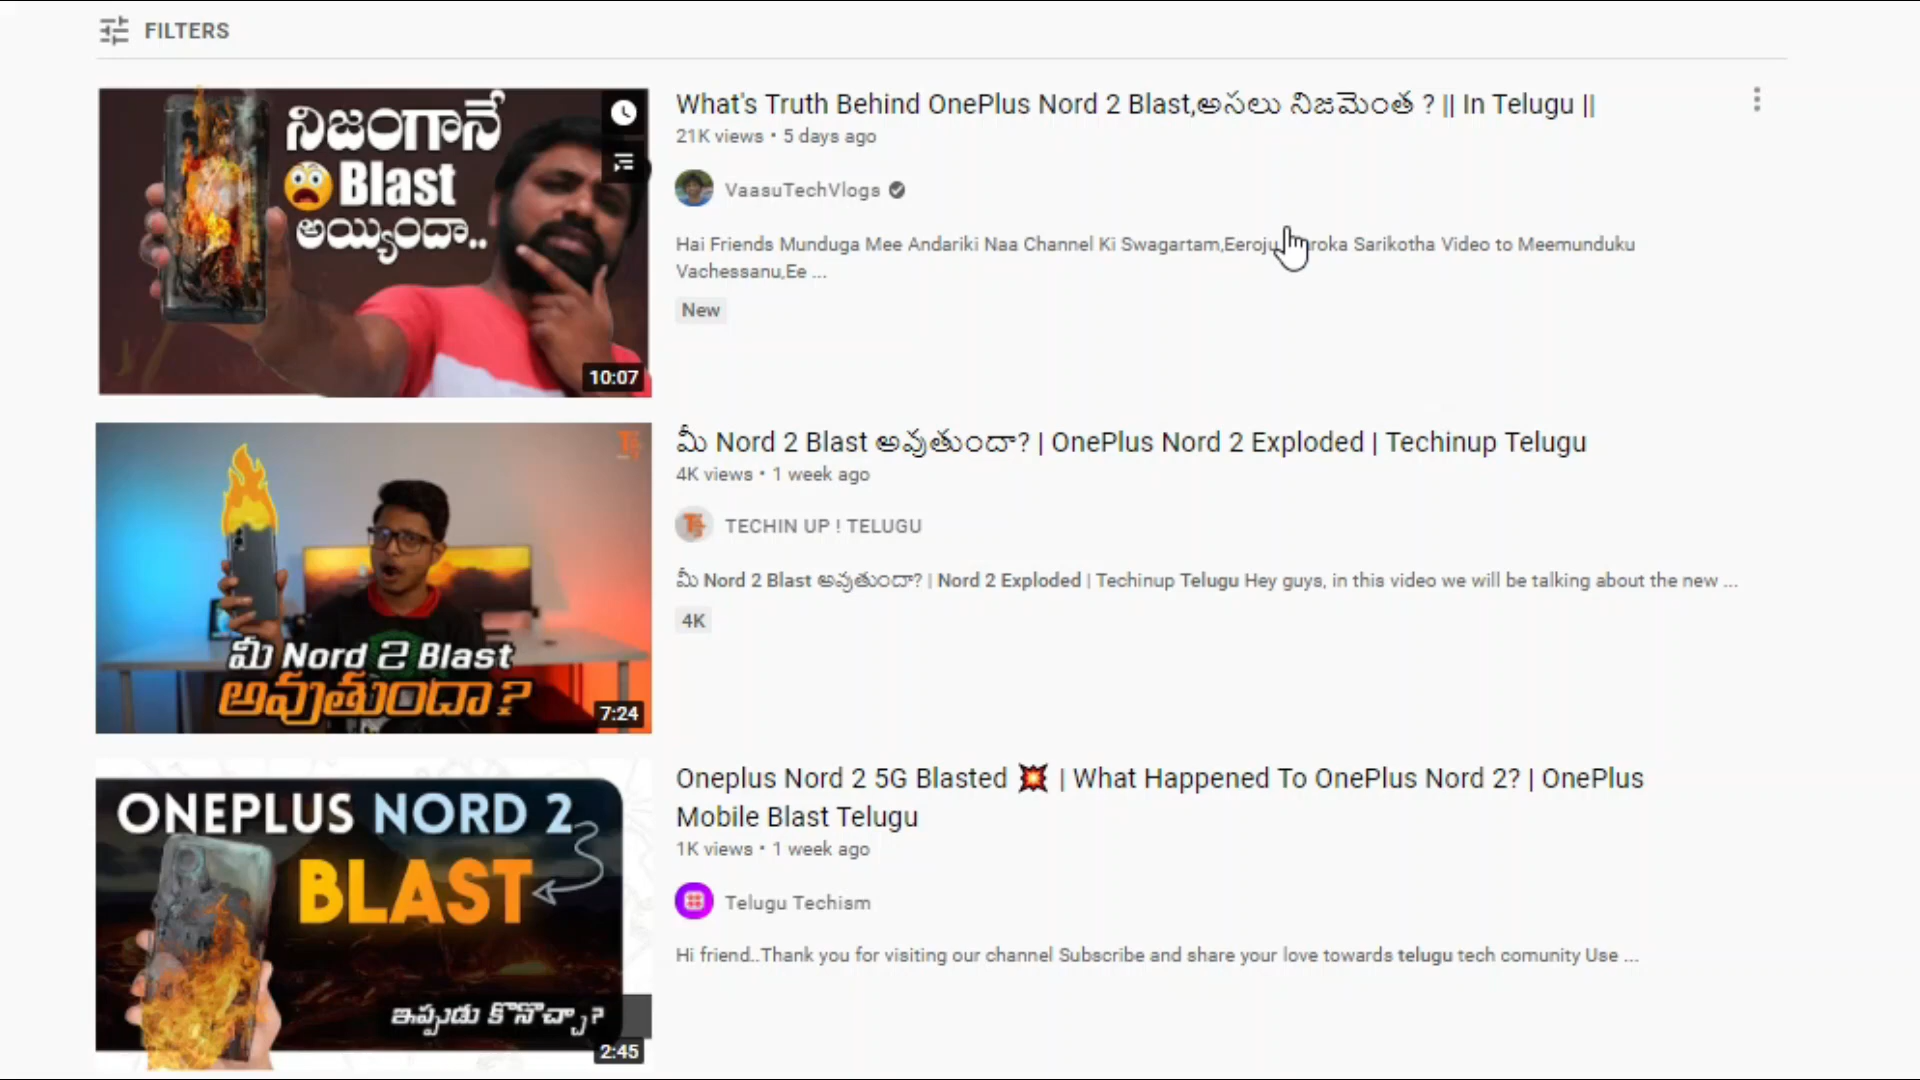 FILTERS
నిజంగానే
Blast
అయ్యిందా..
10:07
What's Truth Behind OnePlus Nord 2 Blast,అసలు నిజమెంత ? || In Telugu ||
21K views • 5 days ago
VaasuTechVlogs
Hai Friends Munduga Mee Andariki Naa Channel Ki Swagartam,Eeroju roka Sarikotha Video to Meemunduku
Vachessanu,Ee ...
New
మీ Nord 2 Blast
అవుతుందా?
7:24
మీ Nord 2 Blast అవుతుందా? | OnePlus Nord 2 Exploded | Techinup Telugu
4K views • 1 week ago
TECHIN UP ! TELUGU
మీ Nord 2 Blast అవుతుందా? | Nord 2 Exploded | Techinup Telugu Hey guys, in this video we will be talking about the new ...
4K
ONEPLUS NORD 2
BLAST
ఇప్పుడు కొనొచ్చా?
2:45
Oneplus Nord 2 5G Blasted 💥 | What Happened To OnePlus Nord 2? | OnePlus
Mobile Blast Telugu
1K views • 1 week ago
Telugu Techism
Hi friend..Thank you for visiting our channel Subscribe and share your love towards telugu tech comunity Use ...